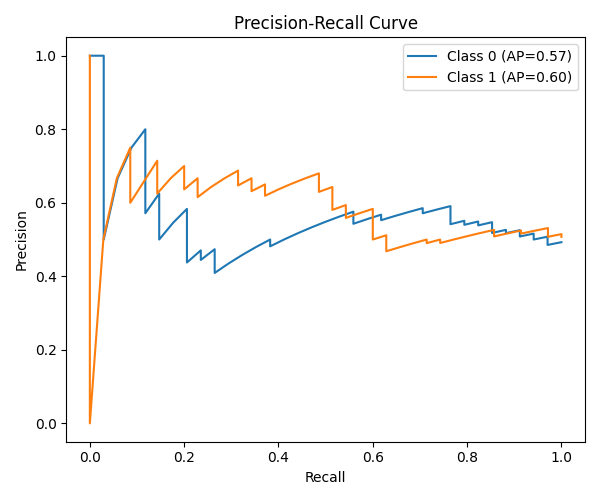 Precision-Recall Curve
Class 0 (AP=0.57)
Class 1 (AP=0.60)
Precision
1.0
0.8
0.6
0.4
0.2
0.0
0.0 0.2 0.4 0.6 0.8 1.0
Recall